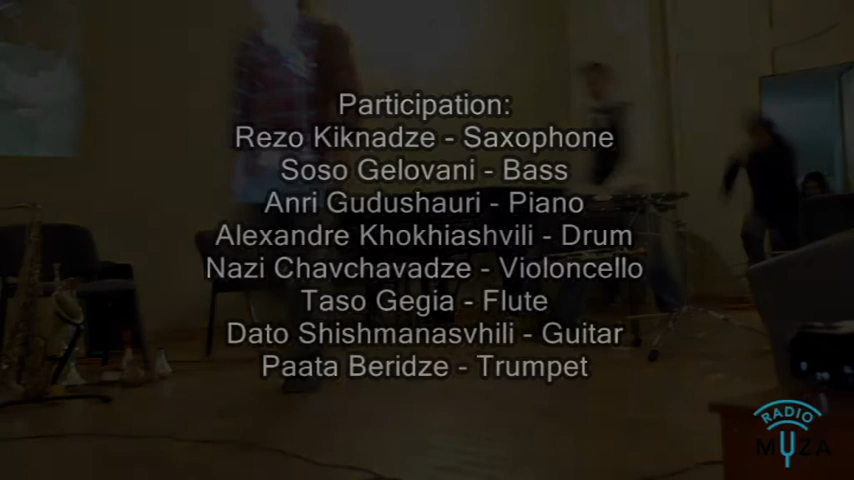 Participation:
Rezo Kiknadze - Saxophone
Soso Gelovani - Bass
Anri Gudushauri - Piano
Alexandre Khokhiashvili - Drum
Nazi Chavchavadze - Violoncello
Taso Gegia - Flute
Dato Shishmanasvhili - Guitar
Paata Beridze - Trumpet
RADIO
MUZA